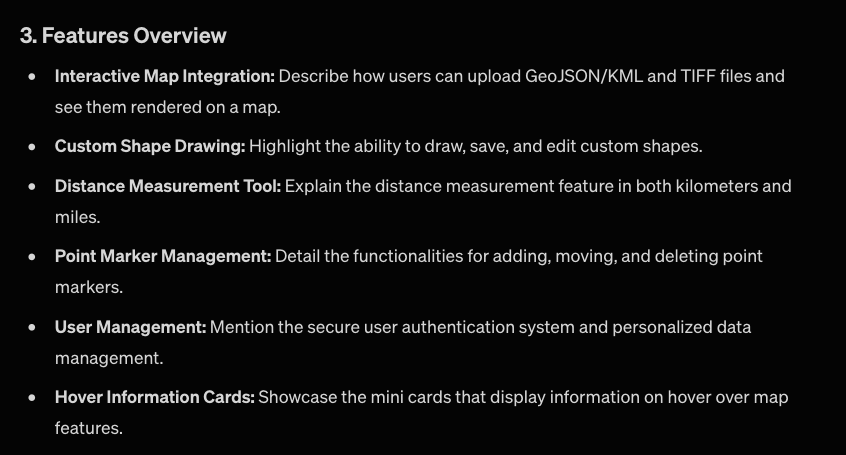 3. Features Overview
• Interactive Map Integration: Describe how users can upload GeoJSON/KML and TIFF files and
see them rendered on a map.
• Custom Shape Drawing: Highlight the ability to draw, save, and edit custom shapes.
• Distance Measurement Tool: Explain the distance measurement feature in both kilometers and
miles.
• Point Marker Management: Detail the functionalities for adding, moving, and deleting point
markers.
• User Management: Mention the secure user authentication system and personalized data
management.
• Hover Information Cards: Showcase the mini cards that display information on hover over map
features.